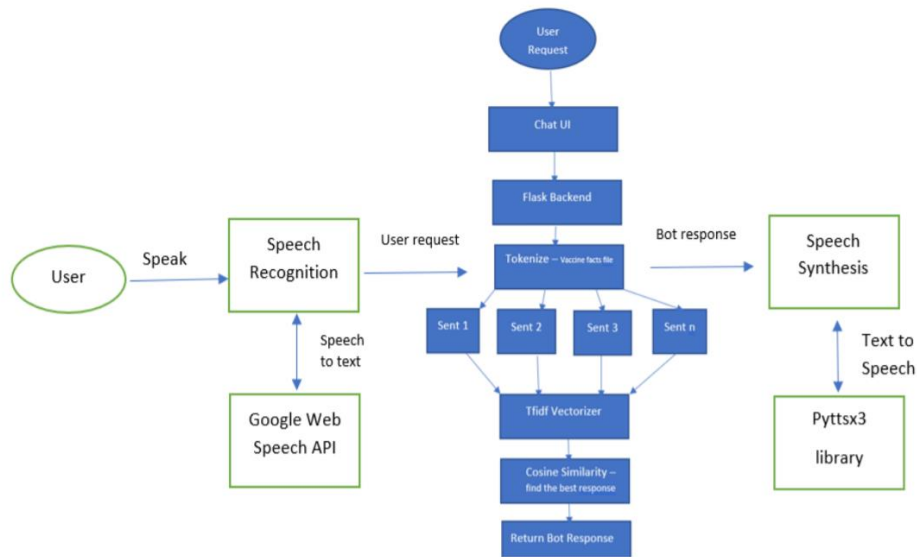 User
Request
Chat UI
Flask Backend
User
Speak
Speech
Recognition
User request
Tokenize – Vaccine facts file
Bot response
Speech
Synthesis
Sent 1
Sent 2
Sent 3
Sent n
Speech
to text
Text to
Speech
Google Web
Speech API
Tfidf Vectorizer
Pyttsx3
library
Cosine Similarity –
find the best response
Return Bot Response